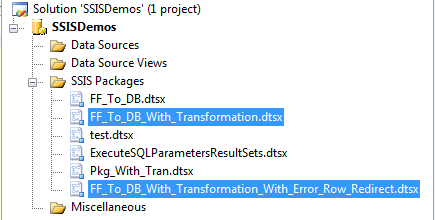 Solution 'SSISDemos' (1 project)
SSISDemos
Data Sources
Data Source Views
SSIS Packages
FF_To_DB.dtsx
FF_To_DB_With_Transformation.dtsx
test.dtsx
ExecuteSQLParametersResultSets.dtsx
Pkg_With_Tran.dtsx
FF_To_DB_With_Transformation_With_Error_Row_Redirect.dtsx
Miscellaneous